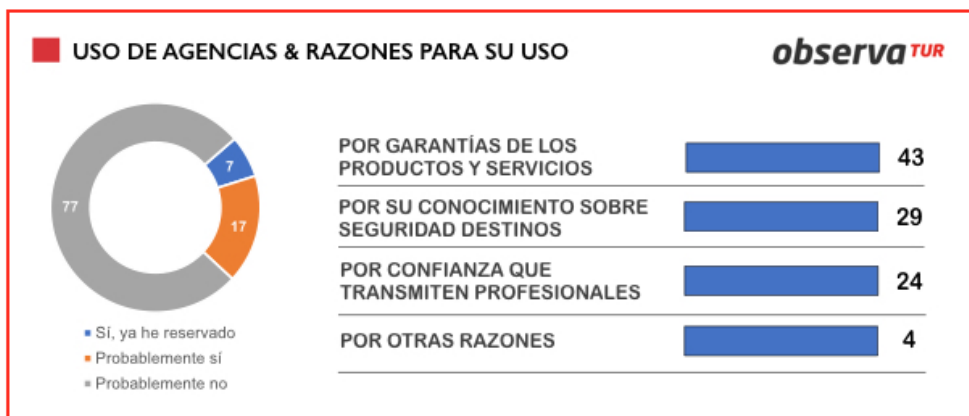 USO DE AGENCIAS & RAZONES PARA SU USO
observaTUR
7
17
77
Sí, ya he reservado
Probablemente sí
Probablemente no
POR GARANTÍAS DE LOS
PRODUCTOS Y SERVICIOS
43
POR SU CONOCIMIENTO SOBRE
SEGURIDAD DESTINOS
29
POR CONFIANZA QUE
TRANSMITEN PROFESIONALES
24
POR OTRAS RAZONES
4